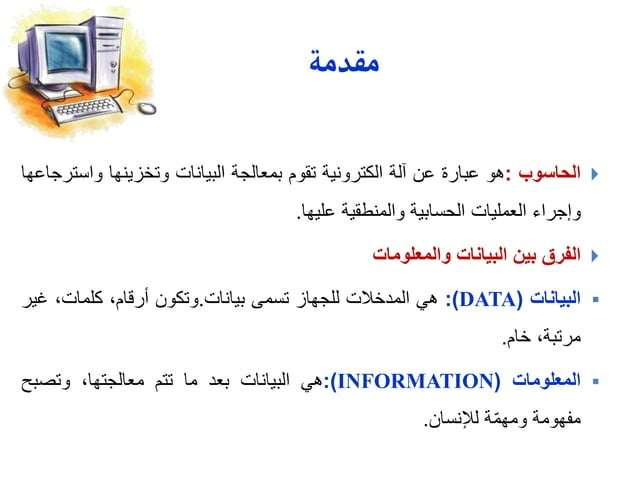 مقدمة
الحاسوب :هو عبارة عن آلة الكترونية تقوم بمعالجة البيانات وتخزينها واسترجاعها
وإجراء العمليات الحسابية والمنطقية عليها.
الفرق بين البيانات والمعلومات
البيانات (DATA): هي المدخلات للجهاز تسمى بيانات.وتكون أرقام، كلمات، غير
مرتبة، خام.
المعلومات (INFORMATION):هي البيانات بعد ما تتم معالجتها، وتصبح
مفهومة ومهمّة للإنسان.